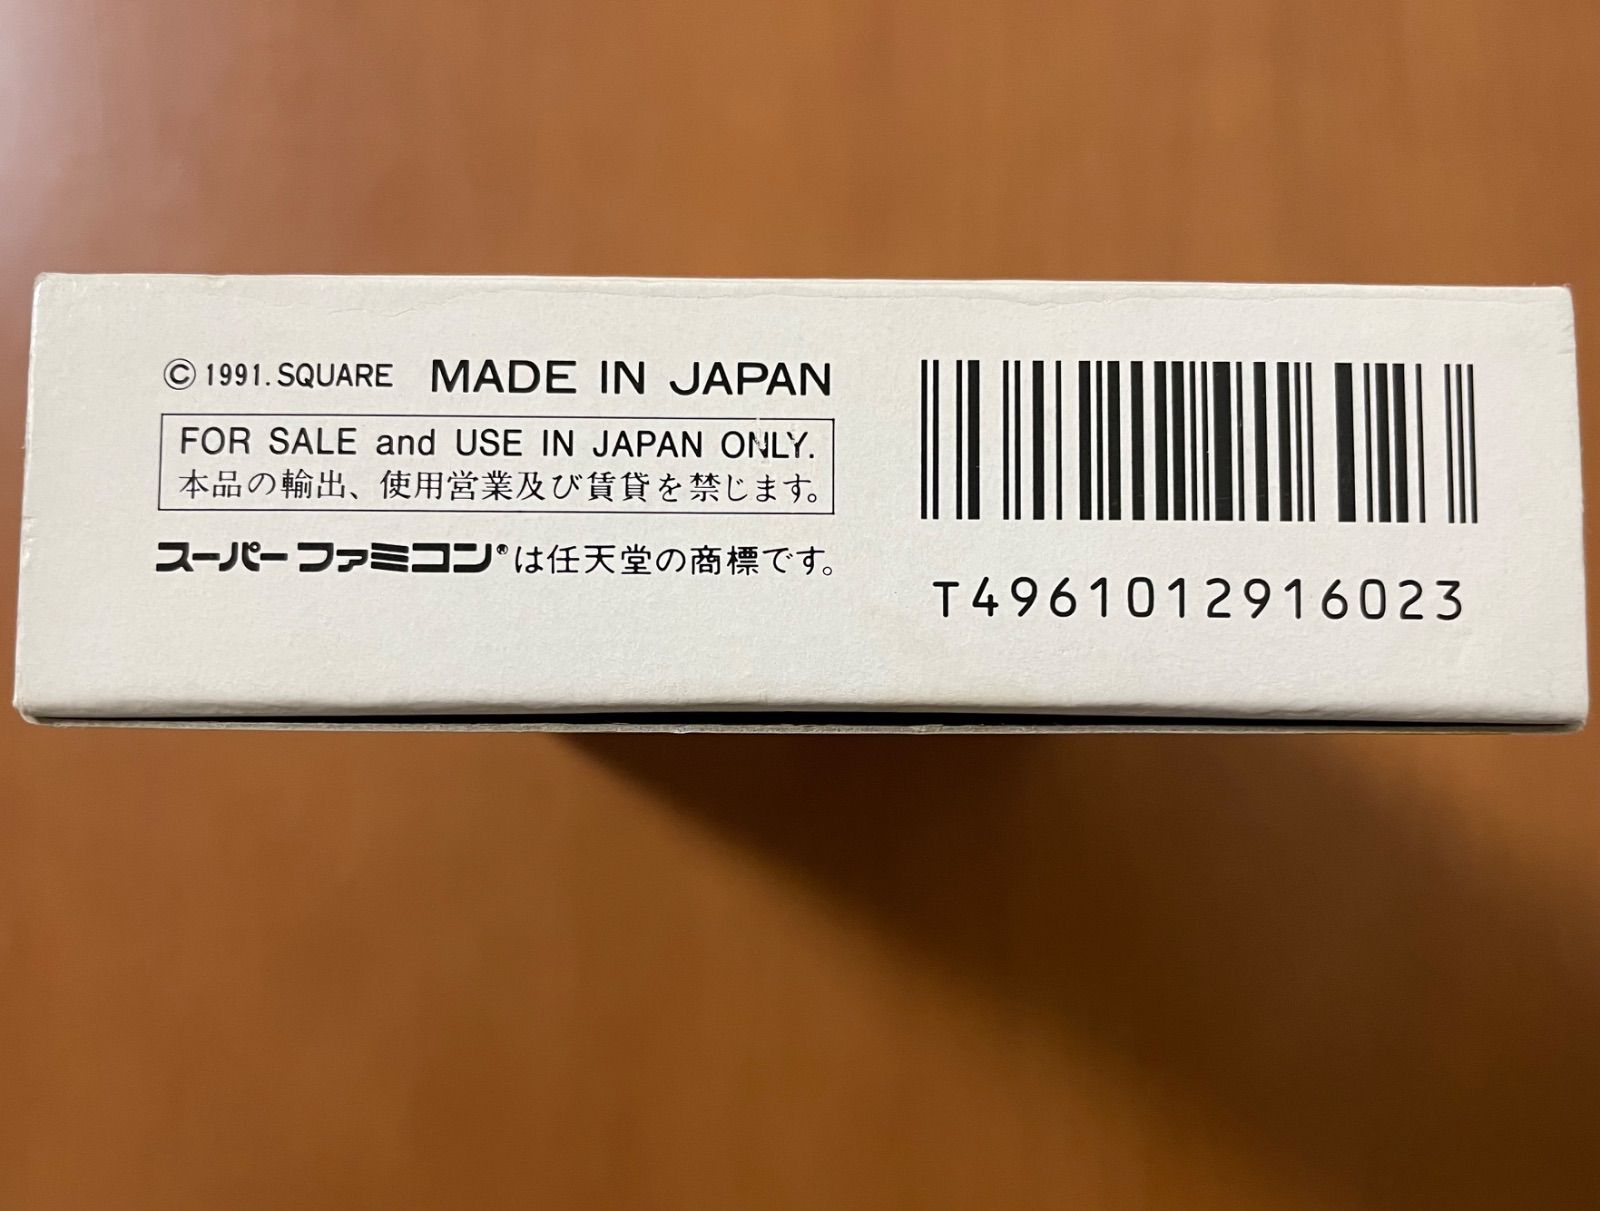 ©1991.SQUARE MADE IN JAPAN
FOR SALE and USE IN JAPAN ONLY.
本品の輸出、使用営業及び賃貸を禁じます。
スーパーファミコン®は任天堂の商標です。
T4961012916023